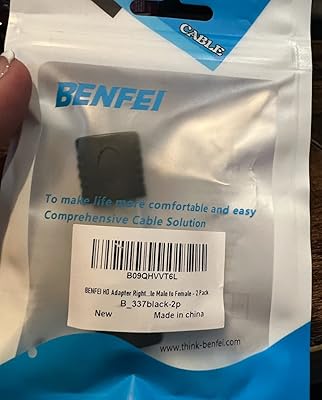 CABLE
BENFEI
To make life more comfortable and easy
Comprehensive Cable Solution
B09QHVVT6L
BENFEI HD Adapter Right...le Male to Female - 2 Pack
B_337black-2p
New Made in china
www.think-benfei.com